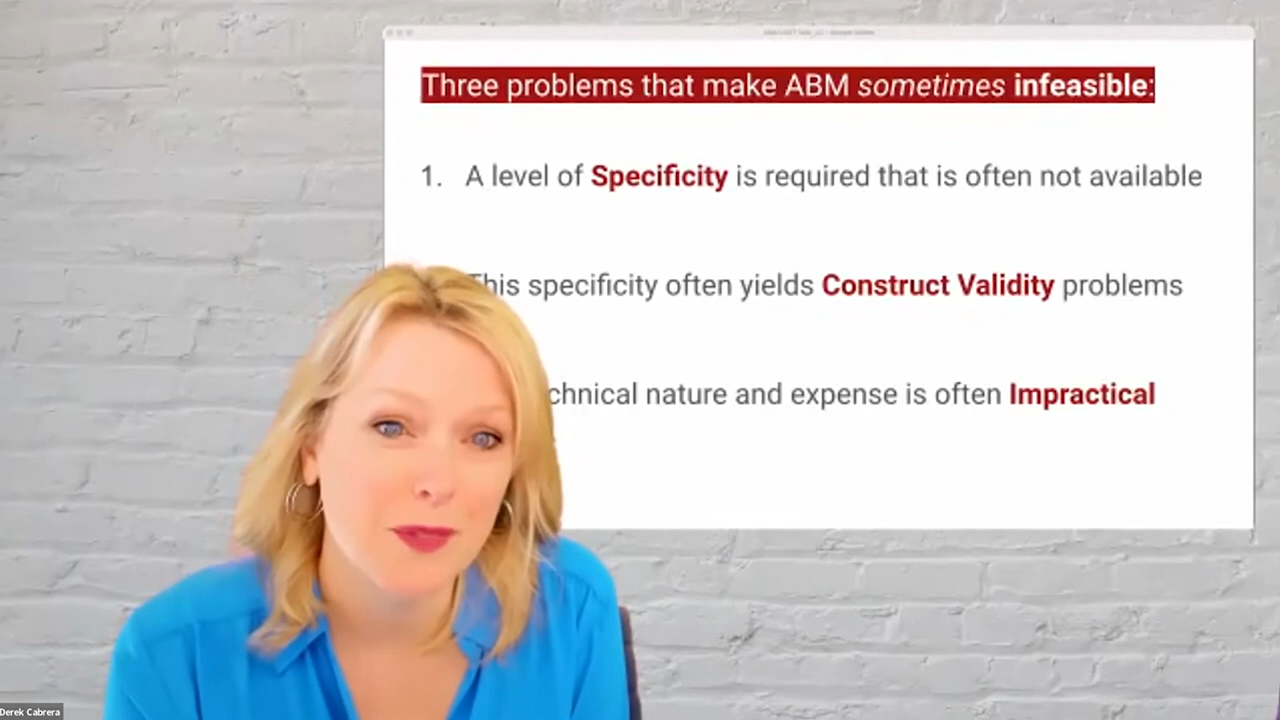 Three problems that make ABM sometimes infeasible:
1. A level of Specificity is required that is often not available
This specificity often yields Construct Validity problems
chnical nature and expense is often Impractical
Derek Cabrera